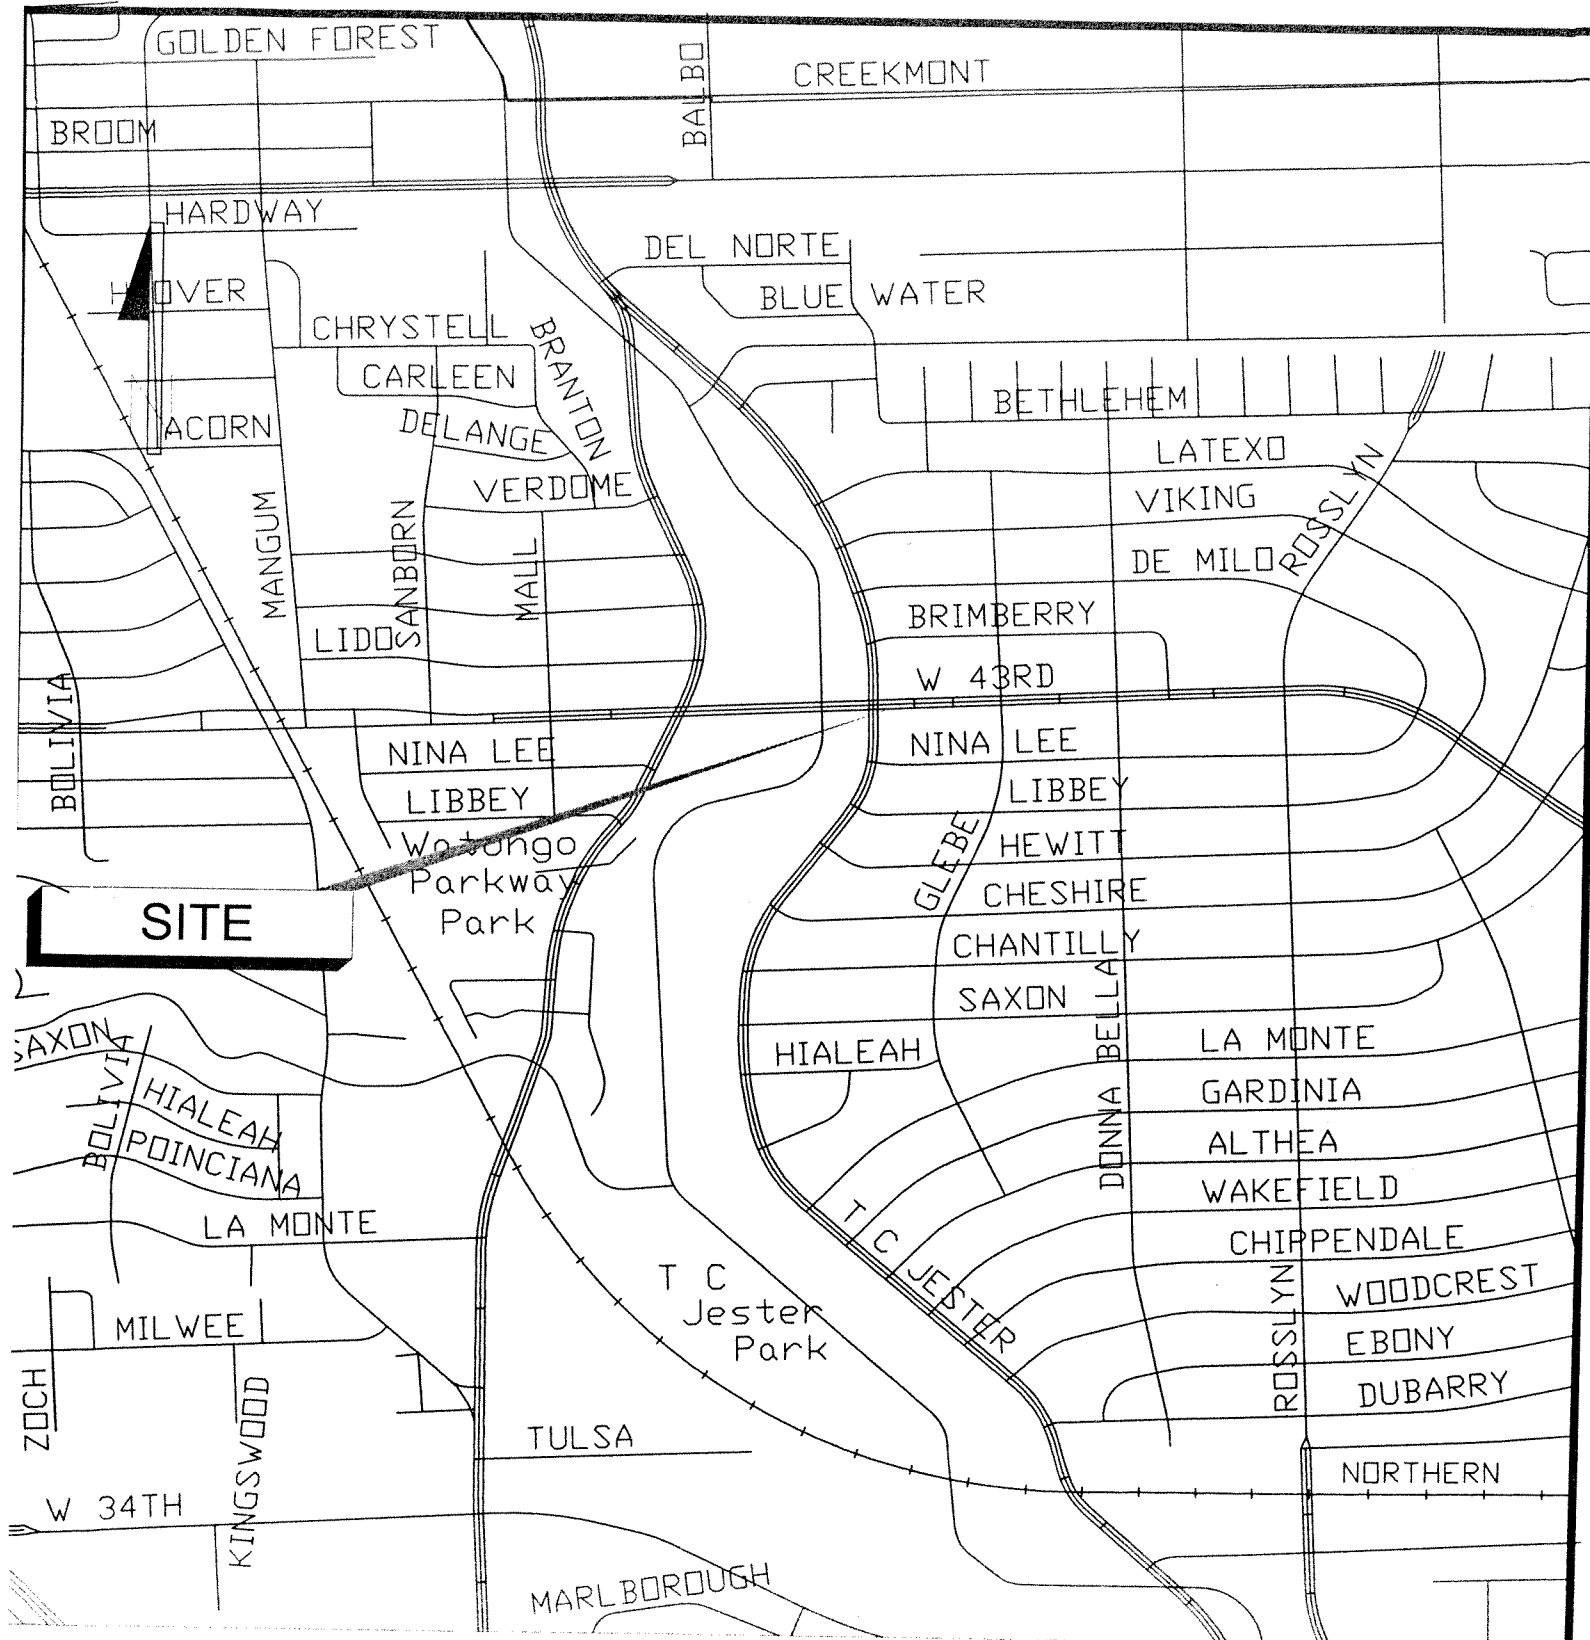 GOLDEN FOREST
BALBO
CREEKMONT
BROOM
HARDWAY
DEL NORTE
HOOVER
BLUE WATER
CHRYSTELL
BRANTON
CARLEEN
BETHLEHEM
DELANGE
ACORN
LATEXO
ROSSLYN
VERDOME
VIKING
MANGUM
SANBORN
MALL
DE MILO
BRIMBERRY
LIDO
W 43RD
BOLIVIA
NINA LEE
NINA LEE
LIBBEY
LIBBEY
Watongo
Parkway
Park
GLEBE
HEWITT
CHESHIRE
SITE
CHANTILLY
SAXON
DONNA BELLA
SAXON
BOLIVIA
HIALEAH
LA MONTE
HIALEAH
GARDINIA
POINCIANA
ALTHEA
WAKEFIELD
LA MONTE
T C JESTER
CHIPPENDALE
T C
Jester
Park
ROSSLYN
WOODCREST
MILWEE
EBONY
ZOCH
KINGSWOOD
DUBARRY
TULSA
NORTHERN
W 34TH
MARLBOROUGH